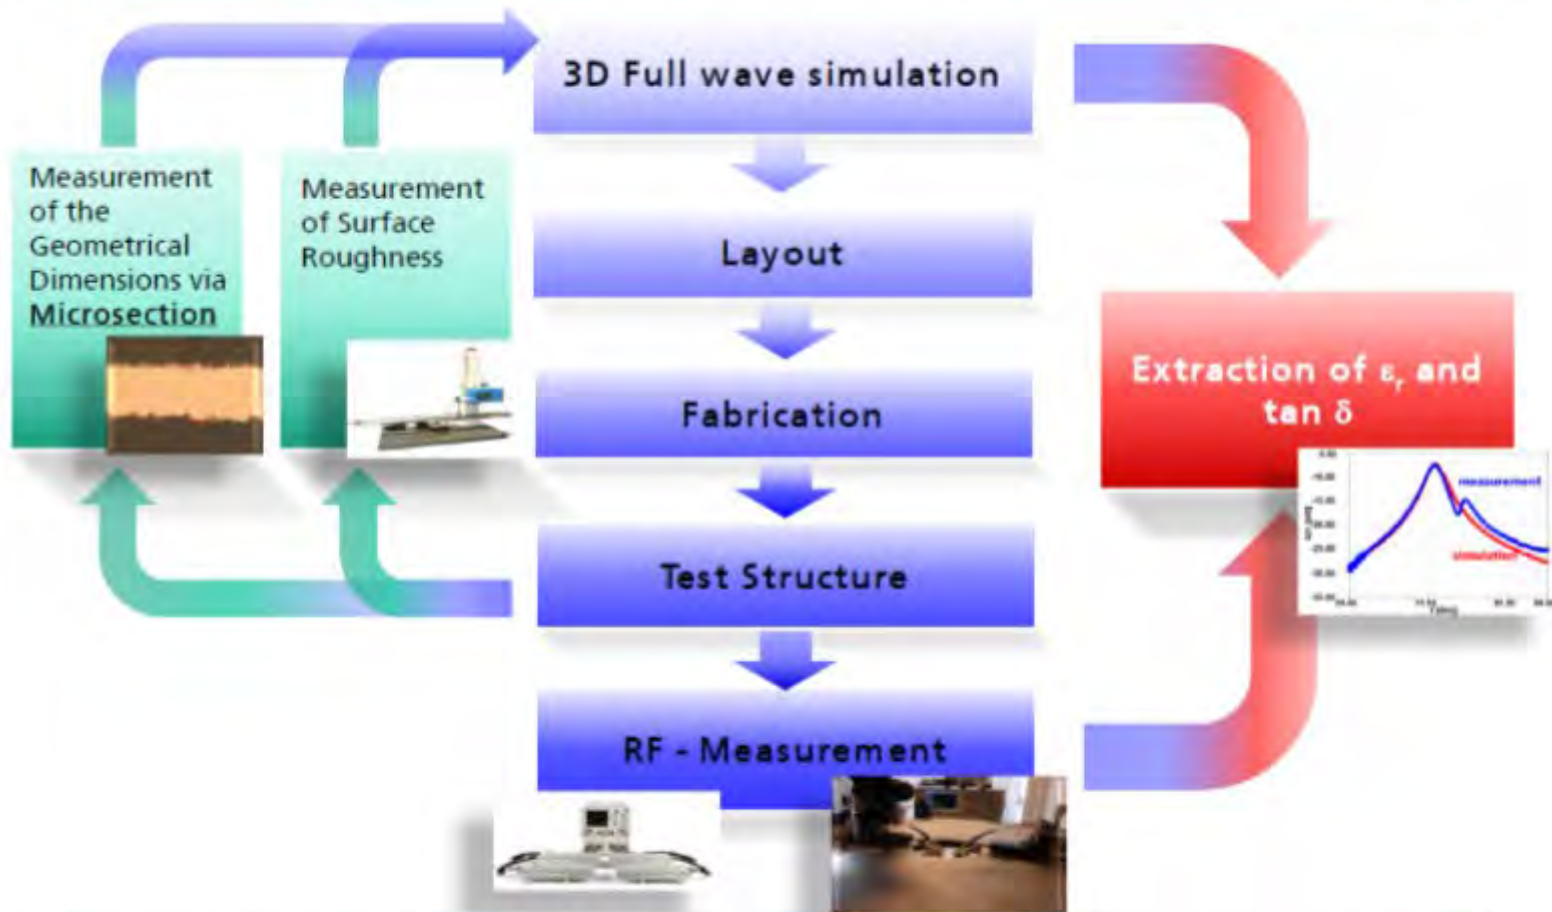 3D Full wave simulation
Measurement
of the
Geometrical
Dimensions via
Microsection
Measurement
of Surface
Roughness
Layout
Fabrication
Test Structure
RF - Measurement
Extraction of εr and
tan δ
measurement
simulation